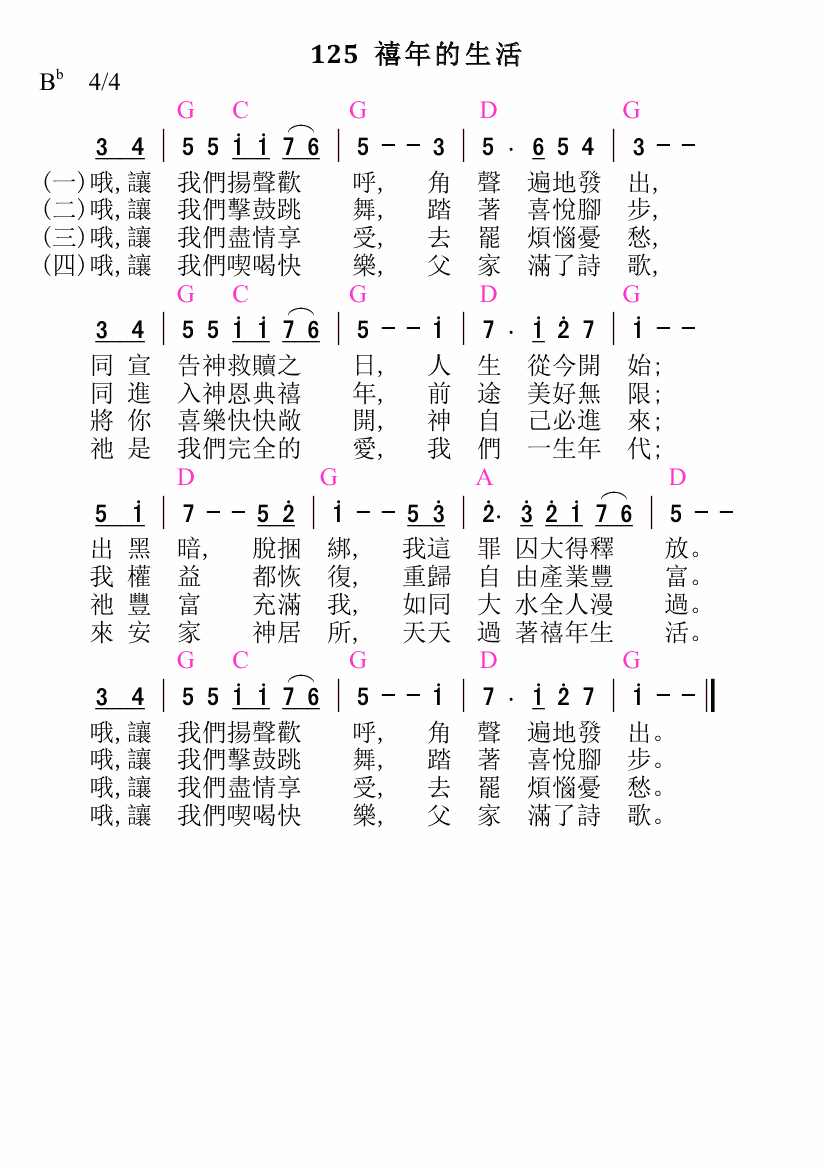 125 禧年的生活
B♭ 4/4
G C G D G
3 4 | 5 5 i̇ i̇ 7 6 | 5 - - 3 | 5 · 6 5 4 | 3 - -
(一)哦,讓 我們揚聲歡 呼, 角 聲 遍地發 出,
(二)哦,讓 我們擊鼓跳 舞, 踏 著 喜悅腳 步,
(三)哦,讓 我們盡情享 受, 去 罷 煩惱憂 愁,
(四)哦,讓 我們喫喝快 樂, 父 家 滿了詩 歌,
G C G D G
3 4 | 5 5 1̇ 1̇ 7 6 | 5 - - 1̇ | 7 · 1̇ 2̇ 7 | 1̇ - -
同 宣 告神救贖之 日, 人 生 從今開 始;
同 進 入神恩典禧 年, 前 途 美好無 限;
將 你 喜樂快快敞 開, 神 自 己必進 來;
祂 是 我們完全的 愛, 我 們 一生年 代;
D G A D
5 1̇ | 7 - - 5 2̇ | 1̇ - - 5 3̇ | 2̇· 3̇ 2̇ 1̇ 7 6 | 5 - -
出 黑 暗, 脫捆 綁, 我這 罪 囚大得釋 放。
我 權 益 都恢 復, 重歸 自 由產業豐 富。
祂 豐 富 充滿 我, 如同 大 水全人漫 過。
來 安 家 神居 所, 天天 過 著禧年生 活。
G C G D G
3 4 | 5 5 1̇ 1̇ 7 6 | 5 - - 1̇ | 7 · 1̇ 2̇ 7 | 1̇ - - ‖
哦,讓 我們揚聲歡 呼, 角 聲 遍地發 出。
哦,讓 我們擊鼓跳 舞, 踏 著 喜悅腳 步。
哦,讓 我們盡情享 受, 去 罷 煩惱憂 愁。
哦,讓 我們喫喝快 樂, 父 家 滿了詩 歌。